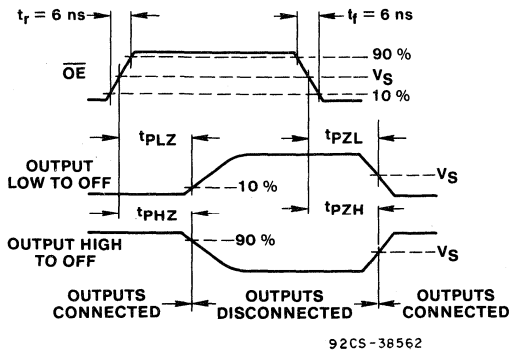 tr = 6 ns
tf = 6 ns
90 %
OE
VS
10 %
tPLZ
tPZL
OUTPUT
LOW TO OFF
10 %
VS
tPHZ
tPZH
OUTPUT HIGH
TO OFF
90 %
VS
OUTPUTS
CONNECTED
OUTPUTS
DISCONNECTED
OUTPUTS
CONNECTED
92CS-38562